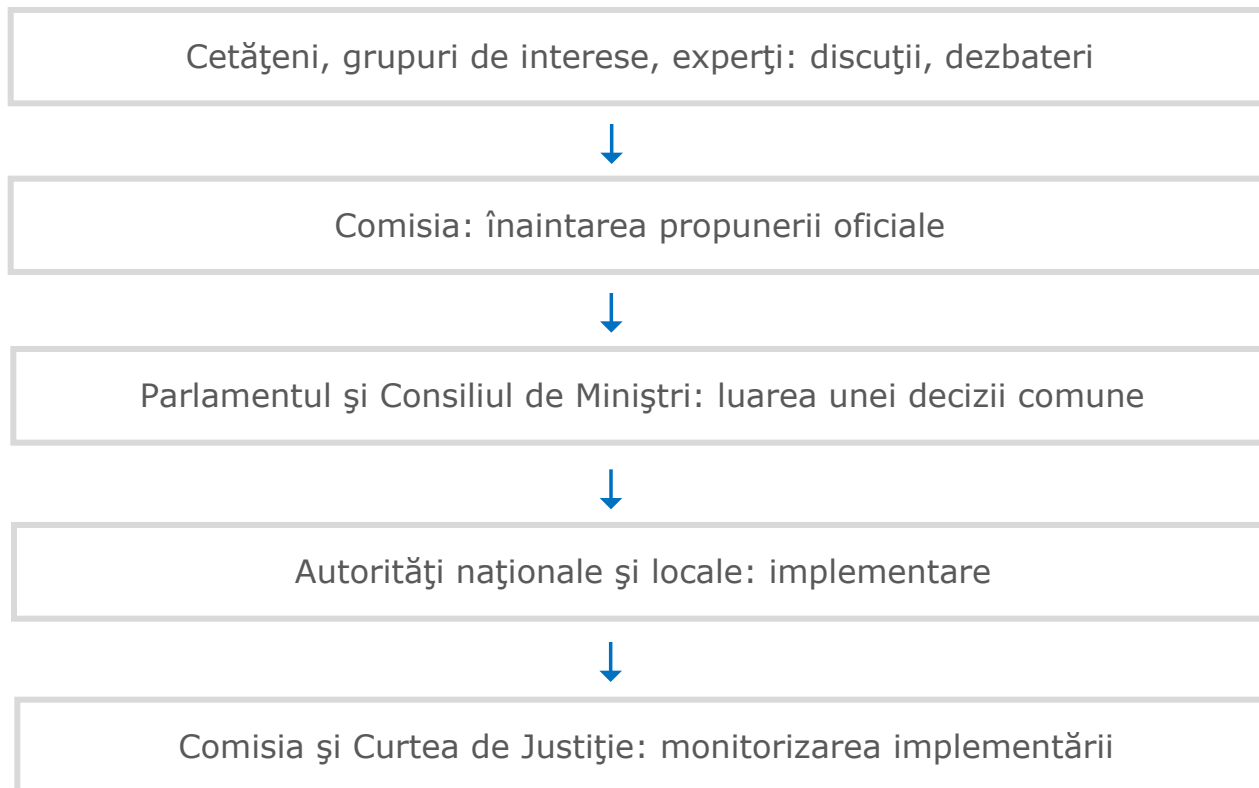 Cetăţeni, grupuri de interese, experţi: discuţii, dezbateri
Comisia: înaintarea propunerii oficiale
Parlamentul şi Consiliul de Miniştri: luarea unei decizii comune
Autorităţi naţionale şi locale: implementare
Comisia şi Curtea de Justiţie: monitorizarea implementării